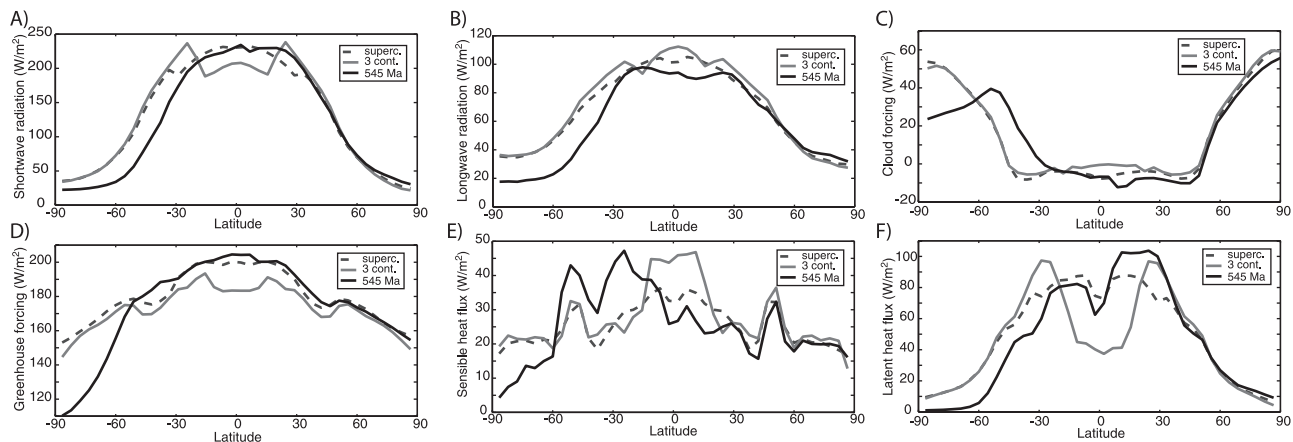 A)
Shortwave radiation (W/m²)
250
200
150
100
50
0
-90 -60 -30 0 30 60 90
Latitude
superc.
3 cont.
545 Ma
B)
Longwave radiation (W/m²)
120
100
80
60
40
20
0
-90 -60 -30 0 30 60 90
Latitude
superc.
3 cont.
545 Ma
C)
Cloud forcing (W/m²)
60
40
20
0
-20
-90 -60 -30 0 30 60 90
Latitude
superc.
3 cont.
545 Ma
D)
Greenhouse forcing (W/m²)
200
180
160
140
120
110
-90 -60 -30 0 30 60 90
Latitude
superc.
3 cont.
545 Ma
E)
Sensible heat flux (W/m²)
50
40
30
20
10
0
-90 -60 -30 0 30 60 90
Latitude
superc.
3 cont.
545 Ma
F)
Latent heat flux (W/m²)
100
80
60
40
20
0
-90 -60 -30 0 30 60 90
Latitude
superc.
3 cont.
545 Ma